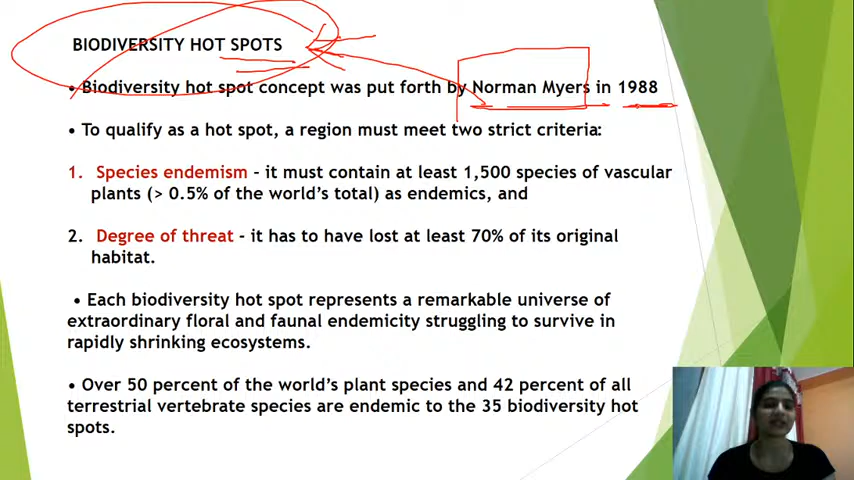 BIODIVERSITY HOT SPOTS
• Biodiversity hot spot concept was put forth by Norman Myers in 1988
• To qualify as a hot spot, a region must meet two strict criteria:
1. Species endemism - it must contain at least 1,500 species of vascular
plants (> 0.5% of the world's total) as endemics, and
2. Degree of threat - it has to have lost at least 70% of its original
habitat.
• Each biodiversity hot spot represents a remarkable universe of
extraordinary floral and faunal endemicity struggling to survive in
rapidly shrinking ecosystems.
• Over 50 percent of the world's plant species and 42 percent of all
terrestrial vertebrate species are endemic to the 35 biodiversity hot
spots.